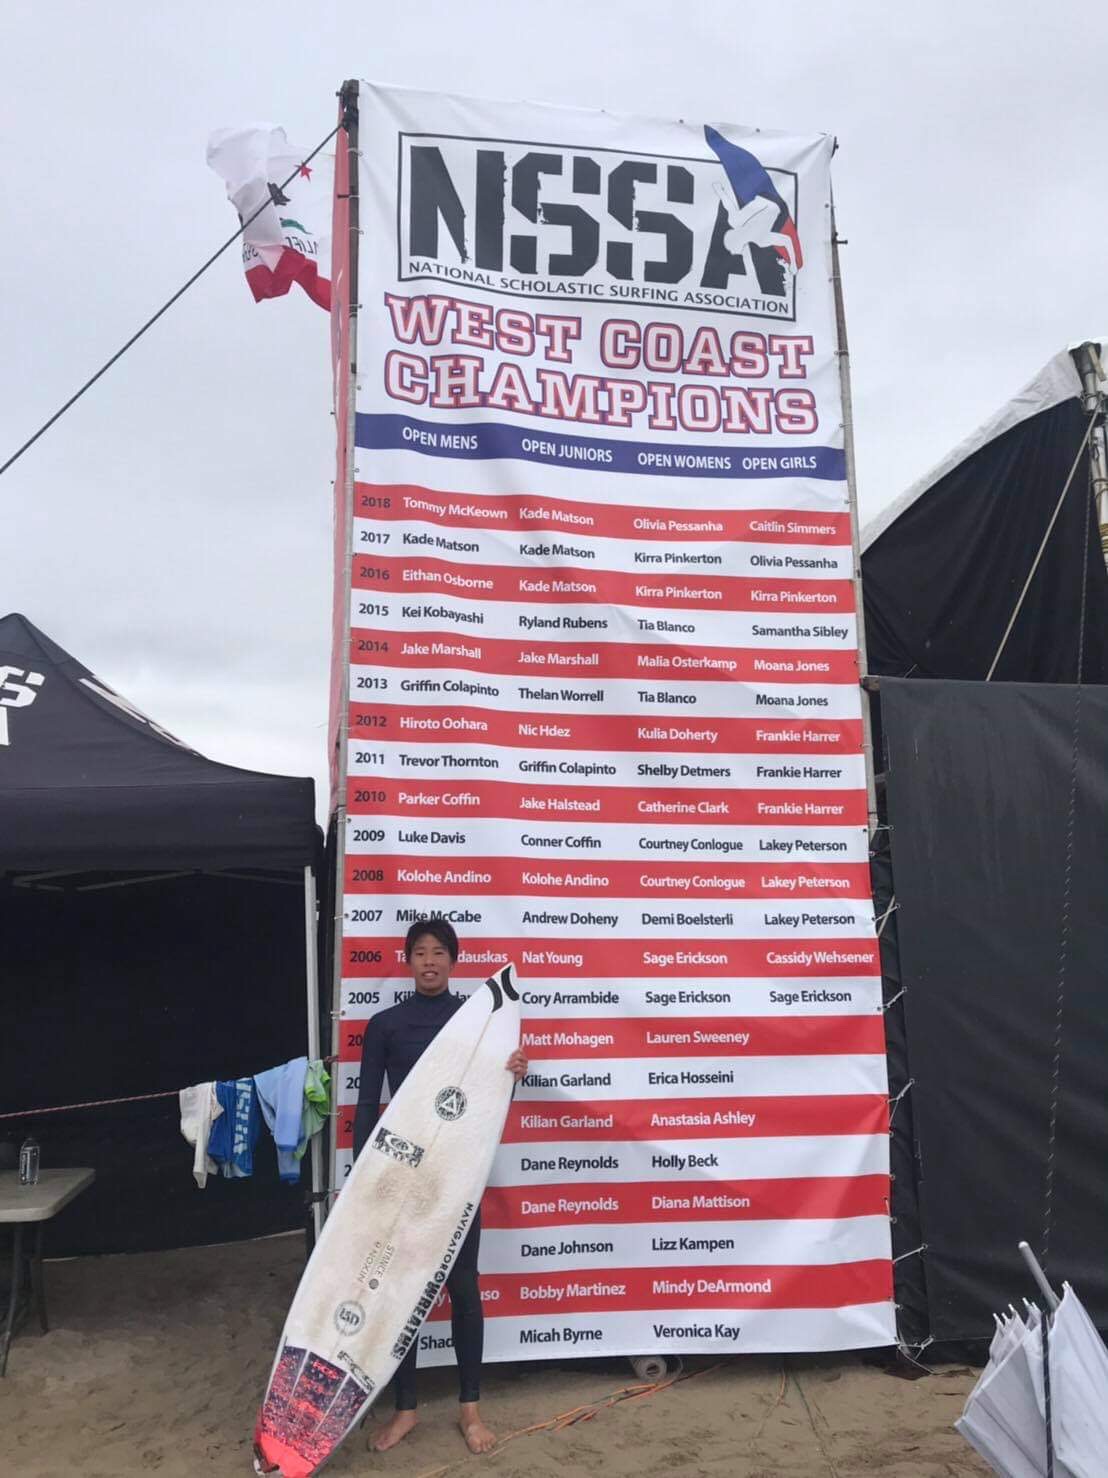 NSSA
NATIONAL SCHOLASTIC SURFING ASSOCIATION
WEST COAST
CHAMPIONS
OPEN MENS OPEN JUNIORS OPEN WOMENS OPEN GIRLS
2018 Tommy McKeown Kade Matson Olivia Pessanha Caitlin Simmers
2017 Kade Matson Kade Matson Kirra Pinkerton Olivia Pessanha
2016 Eithan Osborne Kade Matson Kirra Pinkerton Kirra Pinkerton
2015 Kei Kobayashi Ryland Rubens Tia Blanco Samantha Sibley
2014 Jake Marshall Jake Marshall Malia Osterkamp Moana Jones
2013 Griffin Colapinto Thelan Worrell Tia Blanco Moana Jones
2012 Hiroto Oohara Nic Hdez Kulia Doherty Frankie Harrer
2011 Trevor Thornton Griffin Colapinto Shelby Detmers Frankie Harrer
2010 Parker Coffin Jake Halstead Catherine Clark Frankie Harrer
2009 Luke Davis Conner Coffin Courtney Conlogue Lakey Peterson
2008 Kolohe Andino Kolohe Andino Courtney Conlogue Lakey Peterson
2007 Mike McCabe Andrew Doheny Demi Boelsterli Lakey Peterson
2006 Nat Young Sage Erickson Cassidy Wehsener
2005 Cory Arrambide Sage Erickson Sage Erickson
Matt Mohagen Lauren Sweeney
Kilian Garland Erica Hosseini
Kilian Garland Anastasia Ashley
Dane Reynolds Holly Beck
Dane Reynolds Diana Mattison
Dane Johnson Lizz Kampen
Bobby Martinez Mindy DeArmond
Micah Byrne Veronica Kay
NAVIGATOR
WREATHS
STANCE
NOXIN
FCS